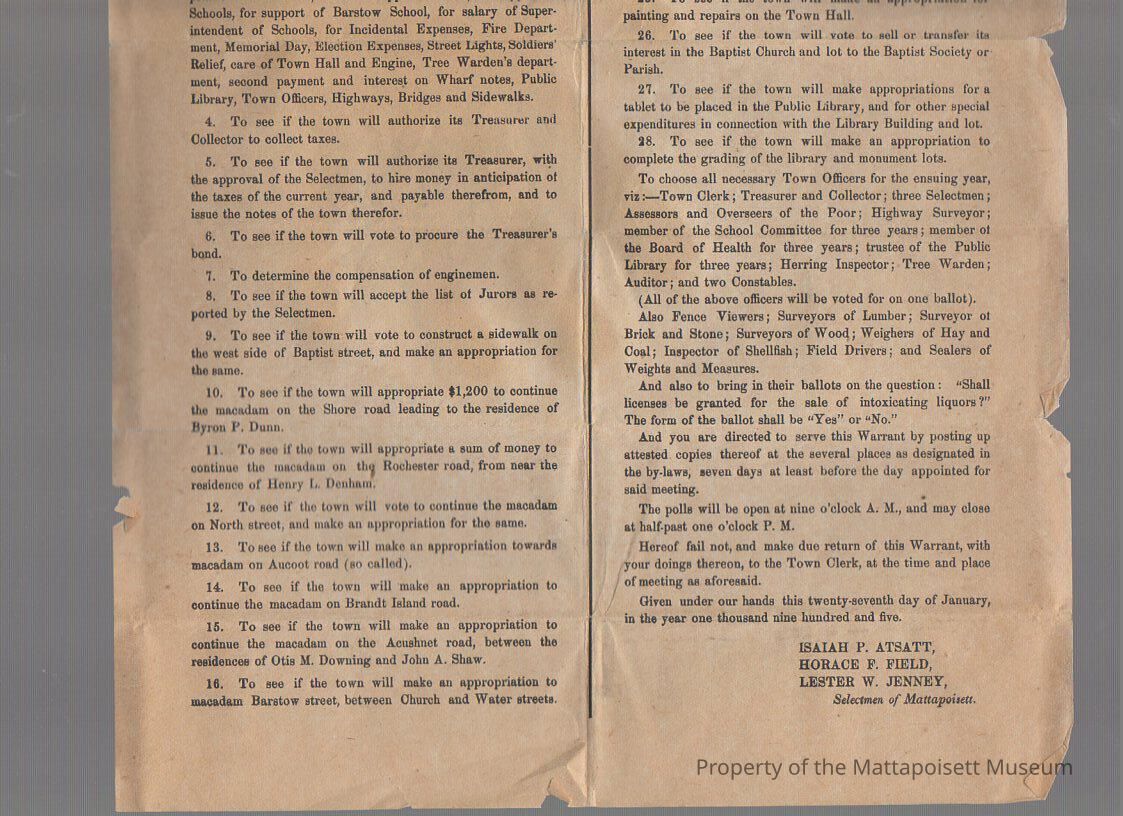 Schools, for support of Barstow School, for salary of Super-
intendent of Schools, for Incidental Expenses, Fire Depart-
ment, Memorial Day, Election Expenses, Street Lights, Soldiers'
Relief, care of Town Hall and Engine, Tree Warden's depart-
ment, second payment and interest on Wharf notes, Public
Library, Town Officers, Highways, Bridges and Sidewalks.
4. To see if the town will authorize its Treasurer and
Collector to collect taxes.
5. To see if the town will authorize its Treasurer, with
the approval of the Selectmen, to hire money in anticipation of
the taxes of the current year, and payable therefrom, and to
issue the notes of the town therefor.
6. To see if the town will vote to procure the Treasurer's
bond.
7. To determine the compensation of enginemen.
8. To see if the town will accept the list of Jurors as re-
ported by the Selectmen.
9. To see if the town will vote to construct a sidewalk on
the west side of Baptist street, and make an appropriation for
the same.
10. To see if the town will appropriate $1,200 to continue
the macadam on the Shore road leading to the residence of
Byron P. Dunn.
11. To see if the town will appropriate a sum of money to
continue the macadam on the Rochester road, from near the
residence of Henry L. Denham.
12. To see if the town will vote to continue the macadam
on North street, and make an appropriation for the same.
13. To see if the town will make an appropriation towards
macadam on Aucoot road (so called).
14. To see if the town will make an appropriation to
continue the macadam on Brandt Island road.
15. To see if the town will make an appropriation to
continue the macadam on the Acushnet road, between the
residences of Otis M. Downing and John A. Shaw.
16. To see if the town will make an appropriation to
macadam Barstow street, between Church and Water streets.
to see if the town will make an appropriation for
painting and repairs on the Town Hall.
26. To see if the town will vote to sell or transfer its
interest in the Baptist Church and lot to the Baptist Society or
Parish.
27. To see if the town will make appropriations for a
tablet to be placed in the Public Library, and for other special
expenditures in connection with the Library Building and lot.
28. To see if the town will make an appropriation to
complete the grading of the library and monument lots.
To choose all necessary Town Officers for the ensuing year,
viz:—Town Clerk; Treasurer and Collector; three Selectmen;
Assessors and Overseers of the Poor; Highway Surveyor;
member of the School Committee for three years; member of
the Board of Health for three years; trustee of the Public
Library for three years; Herring Inspector; Tree Warden;
Auditor; and two Constables.
(All of the above officers will be voted for on one ballot).
Also Fence Viewers; Surveyors of Lumber; Surveyor of
Brick and Stone; Surveyors of Wood; Weighers of Hay and
Coal; Inspector of Shellfish; Field Drivers; and Sealers of
Weights and Measures.
And also to bring in their ballots on the question: "Shall
licenses be granted for the sale of intoxicating liquors?"
The form of the ballot shall be "Yes" or "No."
And you are directed to serve this Warrant by posting up
attested copies thereof at the several places as designated in
the by-laws, seven days at least before the day appointed for
said meeting.
The polls will be open at nine o'clock A. M., and may close
at half-past one o'clock P. M.
Hereof fail not, and make due return of this Warrant, with
your doings thereon, to the Town Clerk, at the time and place
of meeting as aforesaid.
Given under our hands this twenty-seventh day of January,
in the year one thousand nine hundred and five.
ISAIAH P. ATSATT,
HORACE F. FIELD,
LESTER W. JENNEY,
Selectmen of Mattapoisett.
Property of the Mattapoisett Museum